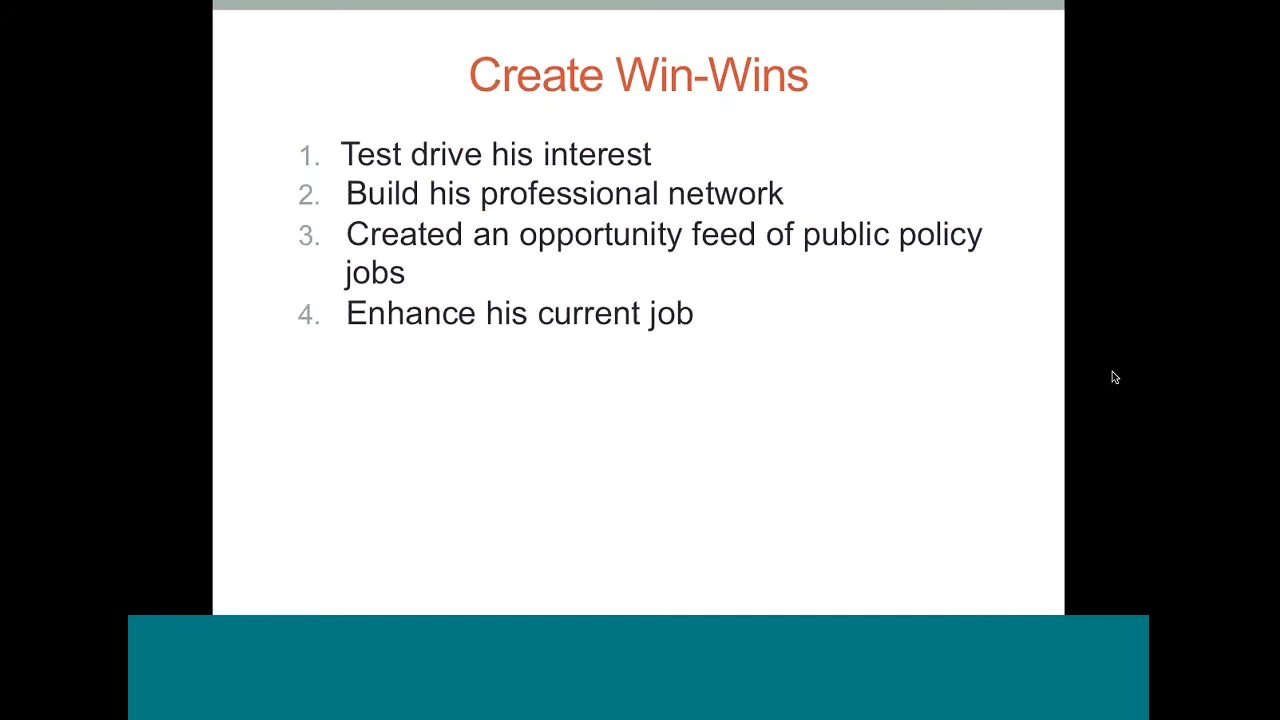 Create Win-Wins
1. Test drive his interest
2. Build his professional network
3. Created an opportunity feed of public policy
jobs
4. Enhance his current job